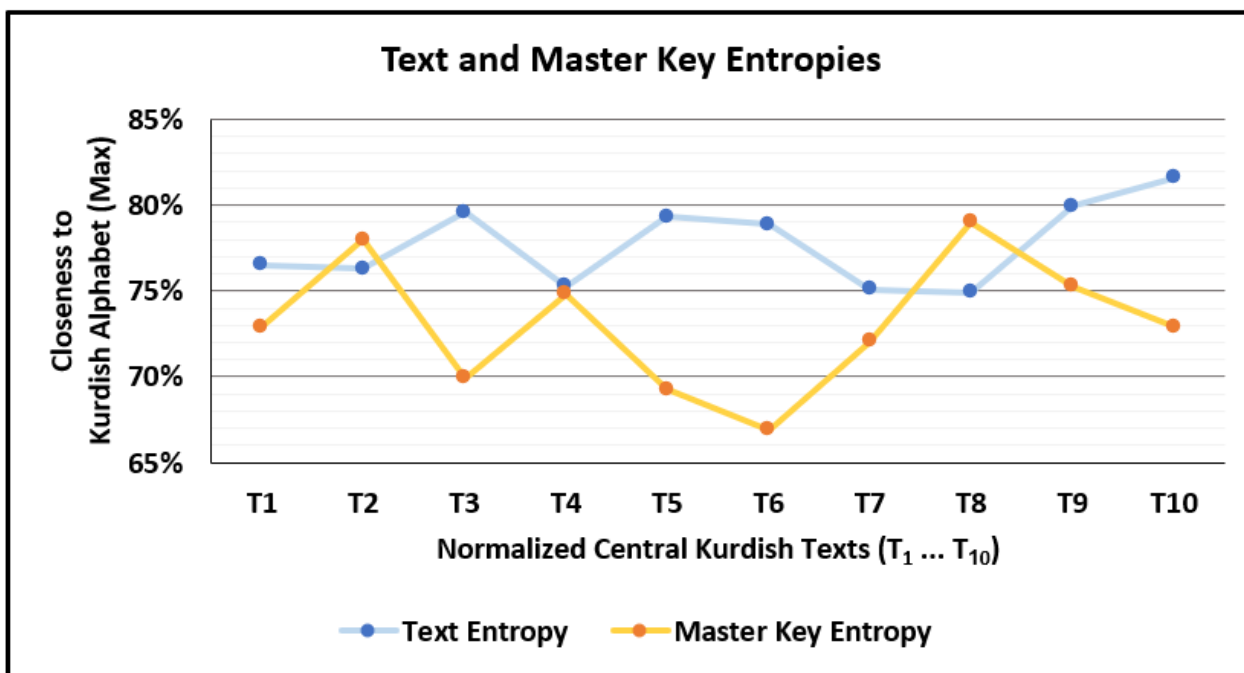 Text and Master Key Entropies
Closeness to
Kurdish Alphabet (Max)
85%
80%
75%
70%
65%
T1 T2 T3 T4 T5 T6 T7 T8 T9 T10
Normalized Central Kurdish Texts (T₁ ... T₁₀)
Text Entropy Master Key Entropy